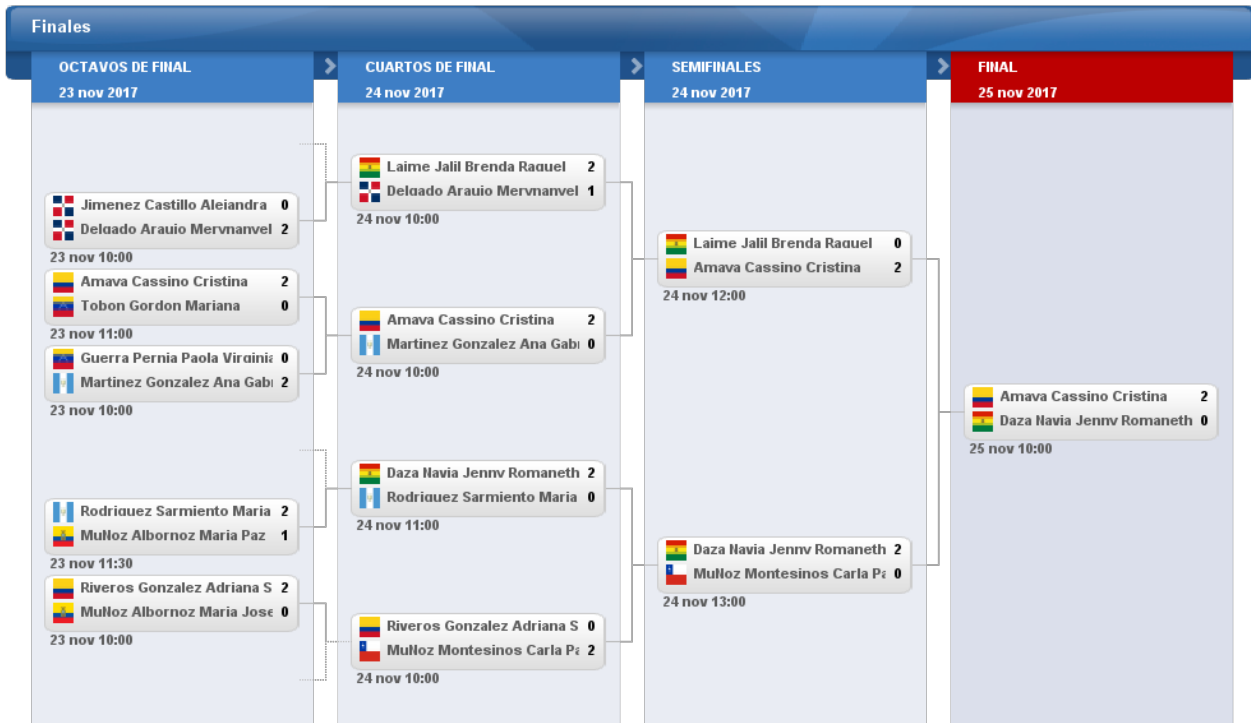 Finales
OCTAVOS DE FINAL
23 nov 2017
CUARTOS DE FINAL
24 nov 2017
SEMIFINALES
24 nov 2017
FINAL
25 nov 2017
Jimenez Castillo Alejandra 0
Delgado Araujo Merynanyel 2
23 nov 10:00
Amaya Cassino Cristina 2
Tobon Gordon Mariana 0
23 nov 11:00
Guerra Pernia Paola Virginia 0
Martinez Gonzalez Ana Gabr 2
23 nov 10:00
Rodriguez Sarmiento Maria 2
MuÑoz Albornoz Maria Paz 1
23 nov 11:30
Riveros Gonzalez Adriana S 2
MuÑoz Albornoz Maria Jose 0
23 nov 10:00
Laime Jalil Brenda Raquel 2
Delgado Araujo Merynanyel 1
24 nov 10:00
Amaya Cassino Cristina 2
Martinez Gonzalez Ana Gabr 0
24 nov 10:00
Daza Navia Jenny Romaneth 2
Rodriguez Sarmiento Maria 0
24 nov 11:00
Riveros Gonzalez Adriana S 0
MuÑoz Montesinos Carla Pa 2
24 nov 10:00
Laime Jalil Brenda Raquel 0
Amaya Cassino Cristina 2
24 nov 12:00
Daza Navia Jenny Romaneth 2
MuÑoz Montesinos Carla Pa 0
24 nov 13:00
Amaya Cassino Cristina 2
Daza Navia Jenny Romaneth 0
25 nov 10:00